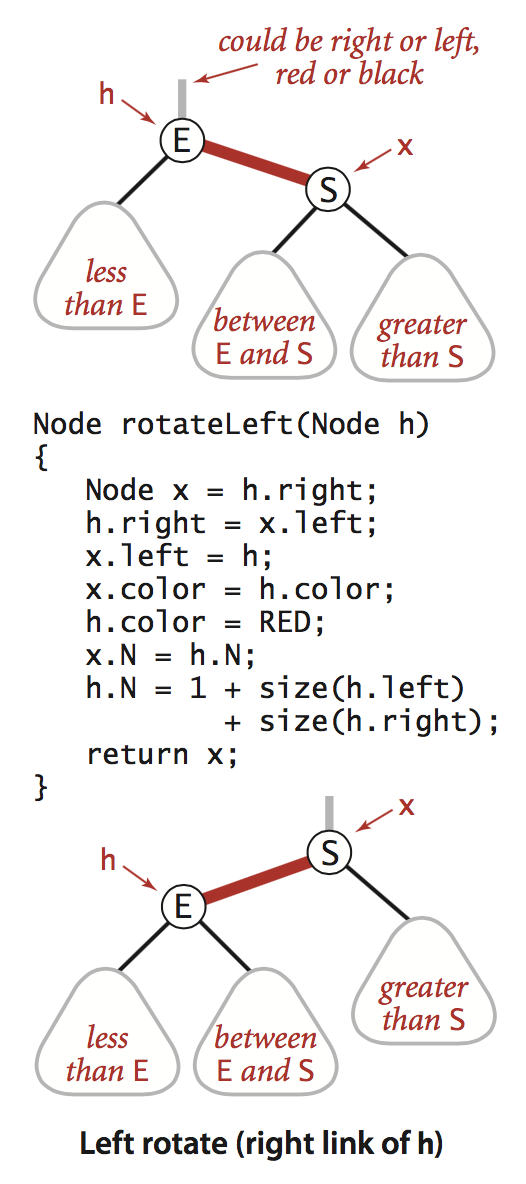 could be right or left,
red or black
h
E
x
S
less
than E
between
E and S
greater
than S
Node rotateLeft(Node h)
{
   Node x = h.right;
   h.right = x.left;
   x.left = h;
   x.color = h.color;
   h.color = RED;
   x.N = h.N;
   h.N = 1 + size(h.left)
           + size(h.right);
   return x;
}
x
S
h
E
greater
than S
less
than E
between
E and S
Left rotate (right link of h)